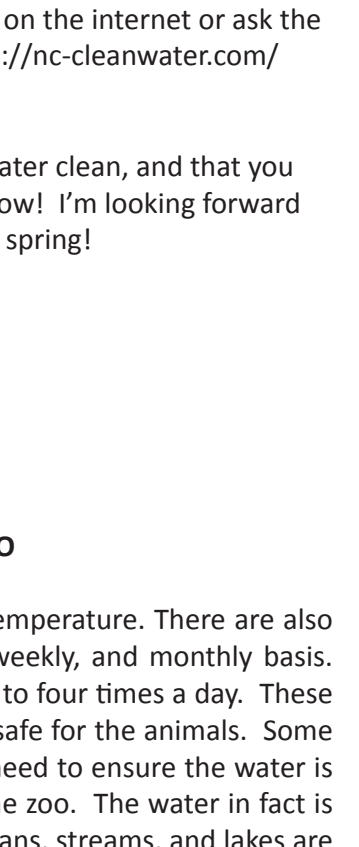 on the internet or ask the
://nc-cleanwater.com/
ater clean, and that you
ow!  I’m looking forward
spring!
o
emperature. There are also
weekly, and monthly basis.
to four times a day.  These
safe for the animals.  Some
need to ensure the water is
he zoo.  The water in fact is
ans, streams, and lakes are